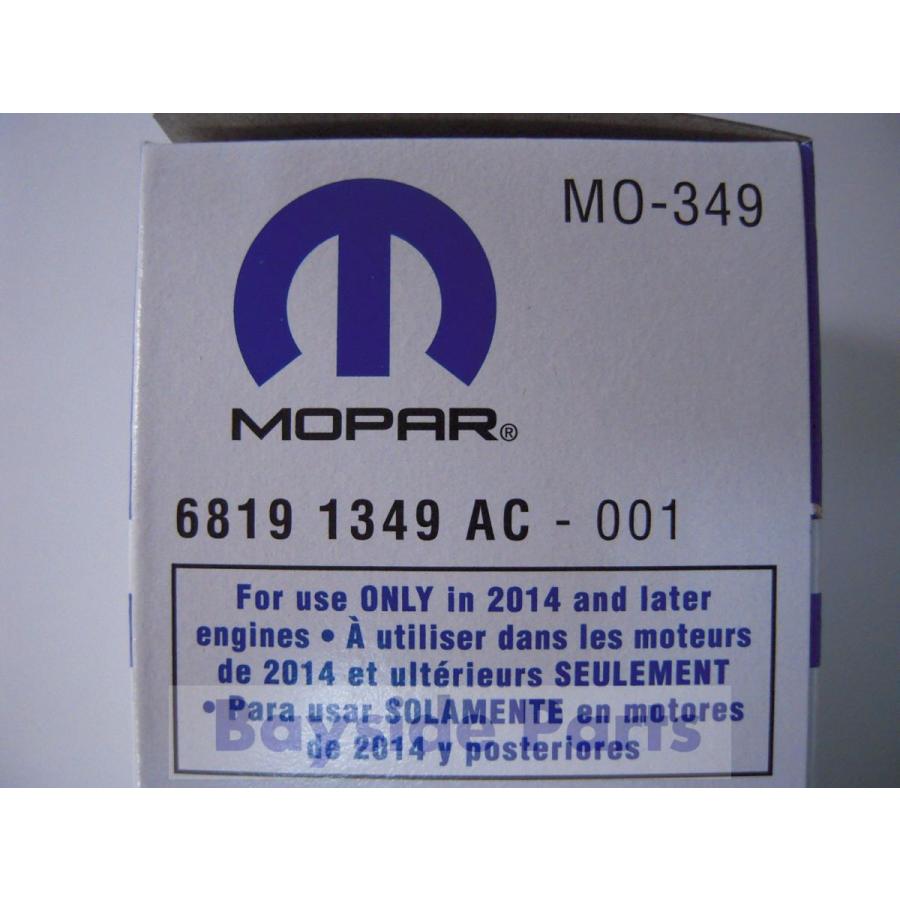 MO-349
MOPAR®
6819 1349 AC - 001
For use ONLY in 2014 and later
engines • À utiliser dans les moteurs
de 2014 et ultérieurs SEULEMENT
• Para usar SOLAMENTE en motores
de 2014 y posteriores
Bayside Parts